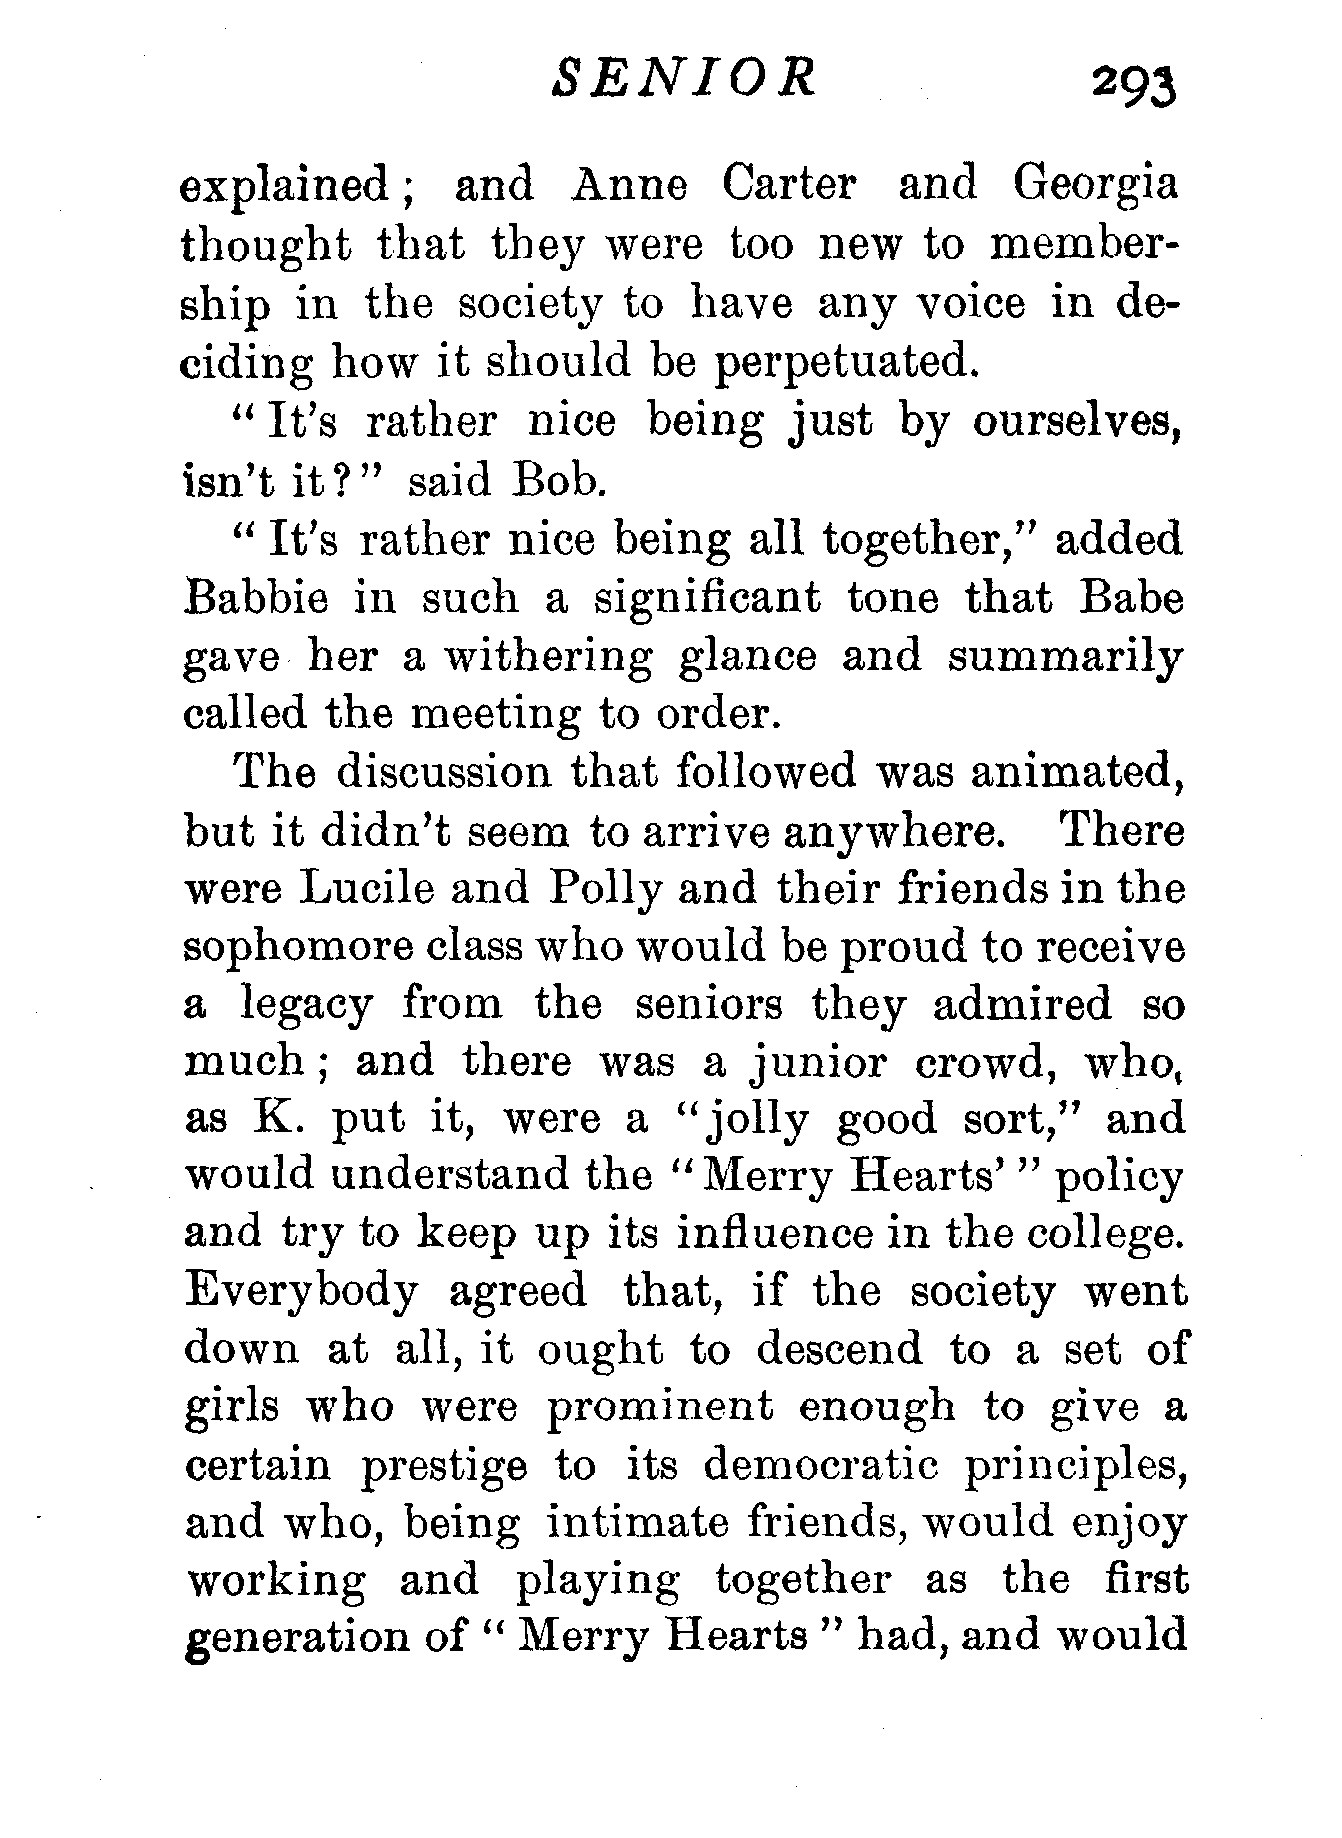 SENIOR 293
explained ; and Anne Carter and Georgia
thought that they were too new to member-
ship in the society to have any voice in de-
ciding how it should be perpetuated.
“ It’s rather nice being just by ourselves,
isn’t it ? ” said Bob.
“ It’s rather nice being all together,” added
Babbie in such a significant tone that Babe
gave her a withering glance and summarily
called the meeting to order.
The discussion that followed was animated,
but it didn’t seem to arrive anywhere. There
were Lucile and Polly and their friends in the
sophomore class who would be proud to receive
a legacy from the seniors they admired so
much ; and there was a junior crowd, who,
as K. put it, were a “ jolly good sort,” and
would understand the “ Merry Hearts’ ” policy
and try to keep up its influence in the college.
Everybody agreed that, if the society went
down at all, it ought to descend to a set of
girls who were prominent enough to give a
certain prestige to its democratic principles,
and who, being intimate friends, would enjoy
working and playing together as the first
generation of “ Merry Hearts ” had, and would